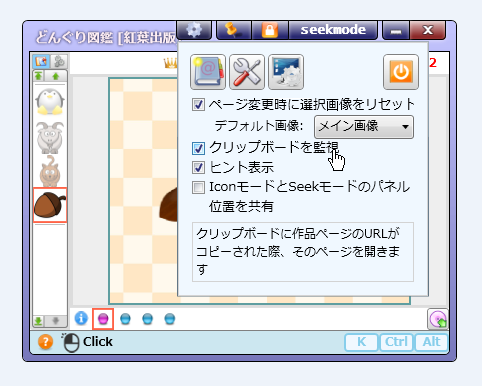 どんぐり図鑑 [紅葉出版
seekmode
2
ページ変更時に選択画像をリセット
デフォルト画像: メイン画像
クリップボードを監視
ヒント表示
IconモードとSeekモードのパネル
位置を共有
クリップボードに作品ページのURLが
コピーされた際、そのページを開きま
す
Click
K Ctrl Alt